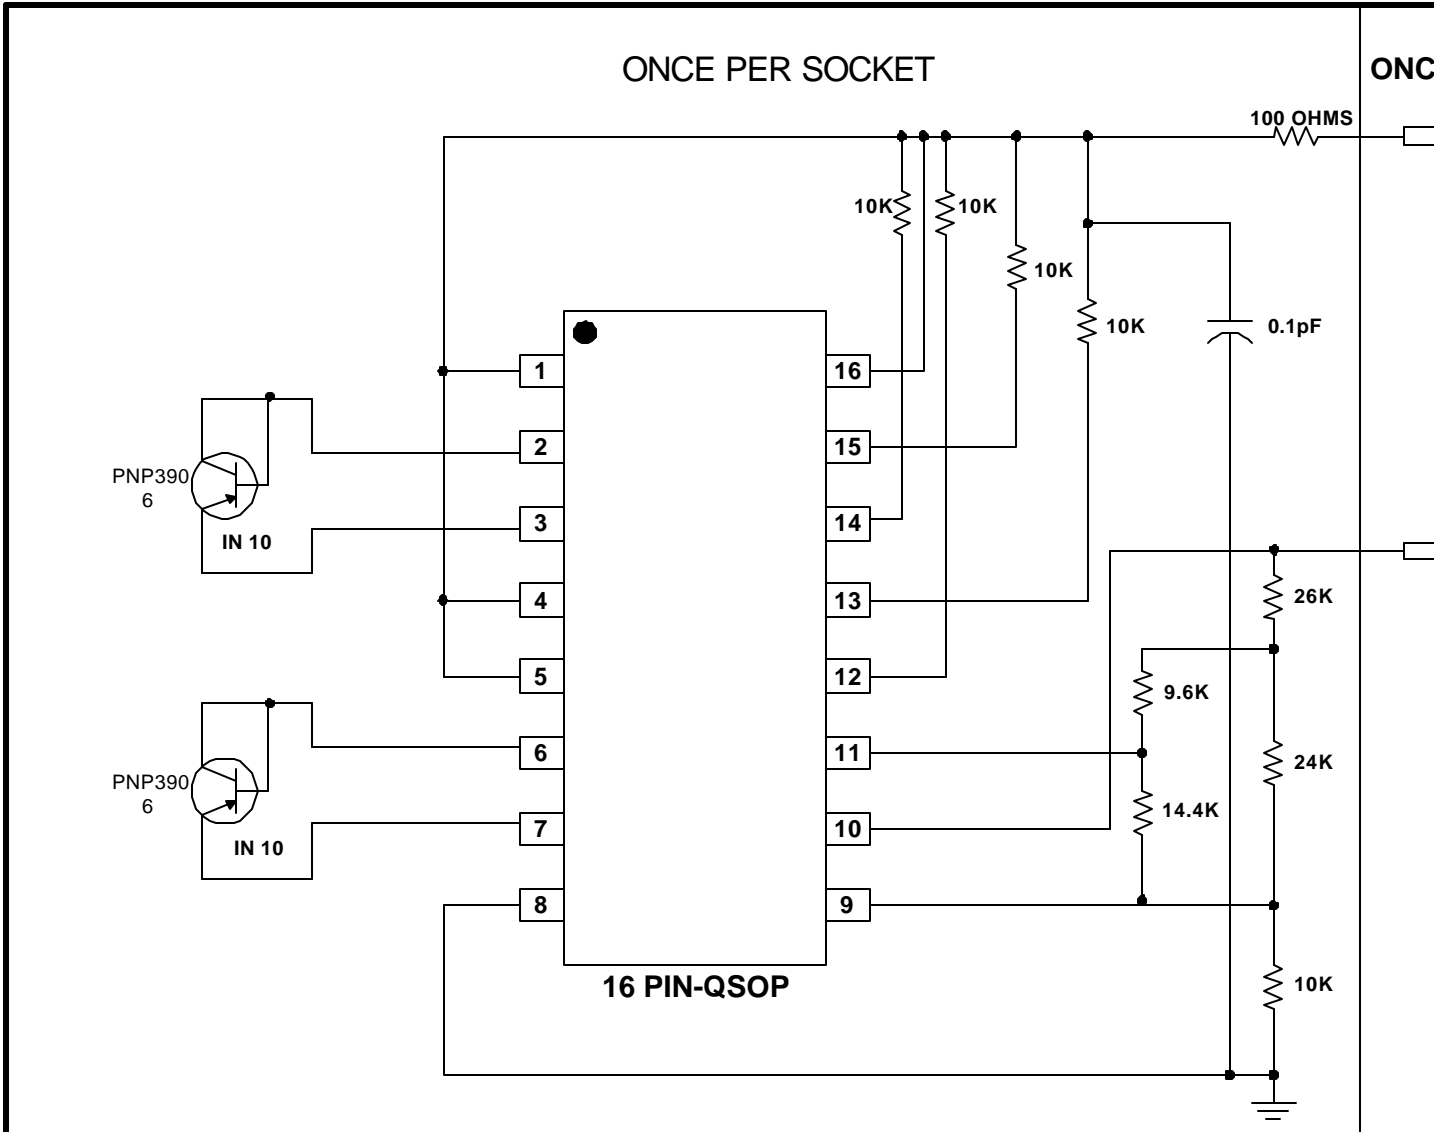 ONCE PER SOCKET
ONC
100 OHMS
10K
10K
10K
10K
0.1pF
1
16
2
15
PNP390
6
3
14
IN 10
4
13
26K
5
12
9.6K
6
11
24K
PNP390
6
7
10
14.4K
IN 10
8
9
16 PIN-QSOP
10K